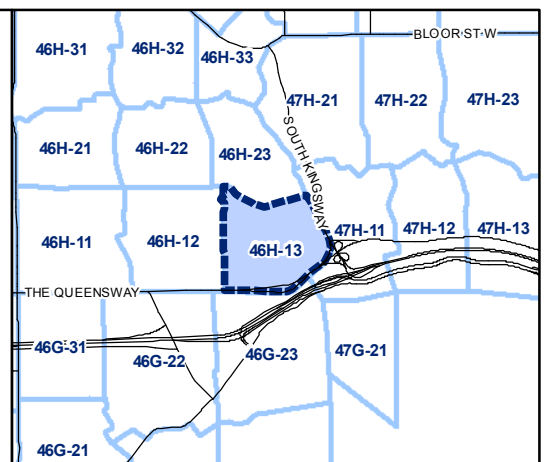 BLOOR ST W
46H-31
46H-32
46H-33
47H-21
47H-22
47H-23
46H-21
46H-22
46H-23
SOUTH KINGSWAY
46H-11
46H-12
46H-13
47H-11
47H-12
47H-13
THE QUEENSWAY
46G-31
46G-22
46G-23
47G-21
46G-21